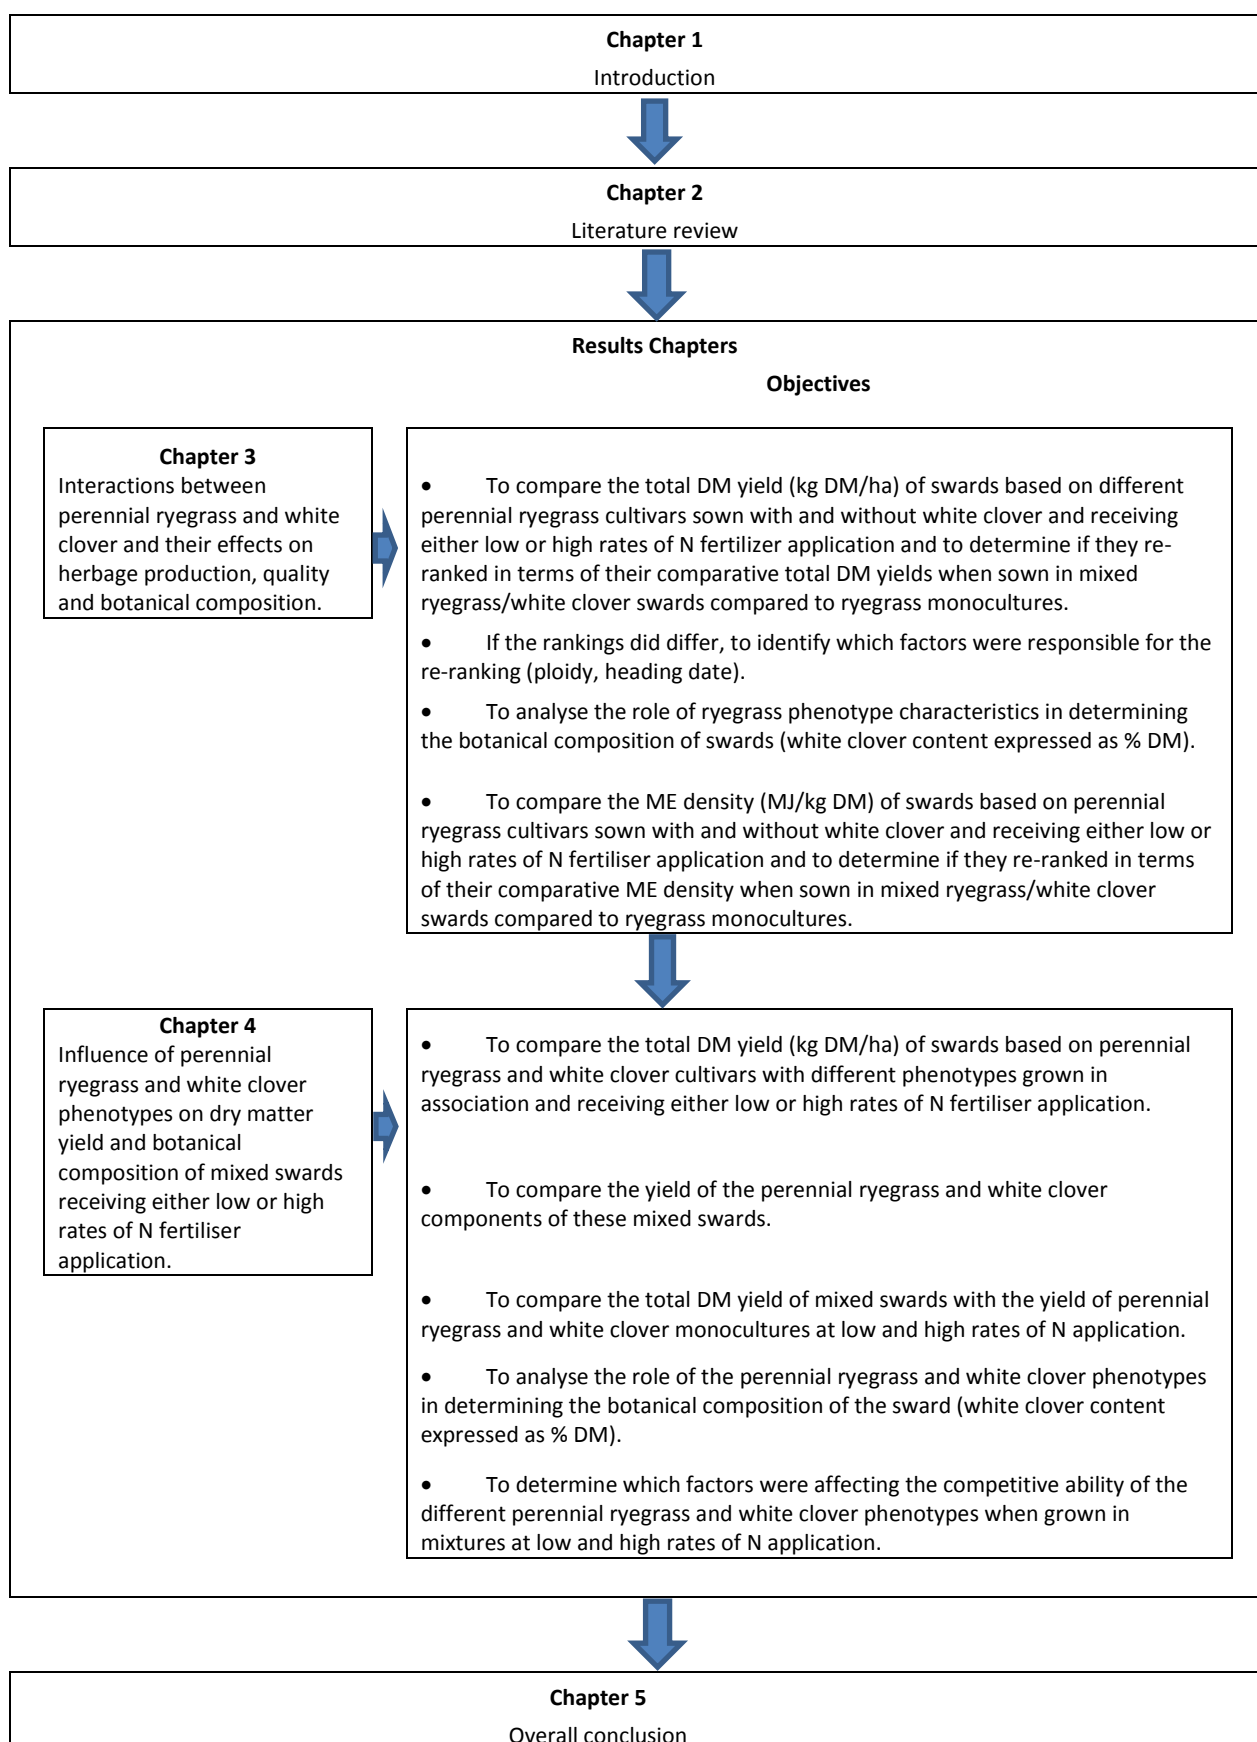 Chapter 1
Introduction
Chapter 2
Literature review
Results Chapters
Objectives
Chapter 3
Interactions between
perennial ryegrass and white
clover and their effects on
herbage production, quality
and botanical composition.
• To compare the total DM yield (kg DM/ha) of swards based on different
perennial ryegrass cultivars sown with and without white clover and receiving
either low or high rates of N fertilizer application and to determine if they re-
ranked in terms of their comparative total DM yields when sown in mixed
ryegrass/white clover swards compared to ryegrass monocultures.
• If the rankings did differ, to identify which factors were responsible for the
re-ranking (ploidy, heading date).
• To analyse the role of ryegrass phenotype characteristics in determining
the botanical composition of swards (white clover content expressed as % DM).
• To compare the ME density (MJ/kg DM) of swards based on perennial
ryegrass cultivars sown with and without white clover and receiving either low or
high rates of N fertiliser application and to determine if they re-ranked in terms
of their comparative ME density when sown in mixed ryegrass/white clover
swards compared to ryegrass monocultures.
Chapter 4
Influence of perennial
ryegrass and white clover
phenotypes on dry matter
yield and botanical
composition of mixed swards
receiving either low or high
rates of N fertiliser
application.
• To compare the total DM yield (kg DM/ha) of swards based on perennial
ryegrass and white clover cultivars with different phenotypes grown in
association and receiving either low or high rates of N fertiliser application.
• To compare the yield of the perennial ryegrass and white clover
components of these mixed swards.
• To compare the total DM yield of mixed swards with the yield of perennial
ryegrass and white clover monocultures at low and high rates of N application.
• To analyse the role of the perennial ryegrass and white clover phenotypes
in determining the botanical composition of the sward (white clover content
expressed as % DM).
• To determine which factors were affecting the competitive ability of the
different perennial ryegrass and white clover phenotypes when grown in
mixtures at low and high rates of N application.
Chapter 5
Overall conclusion